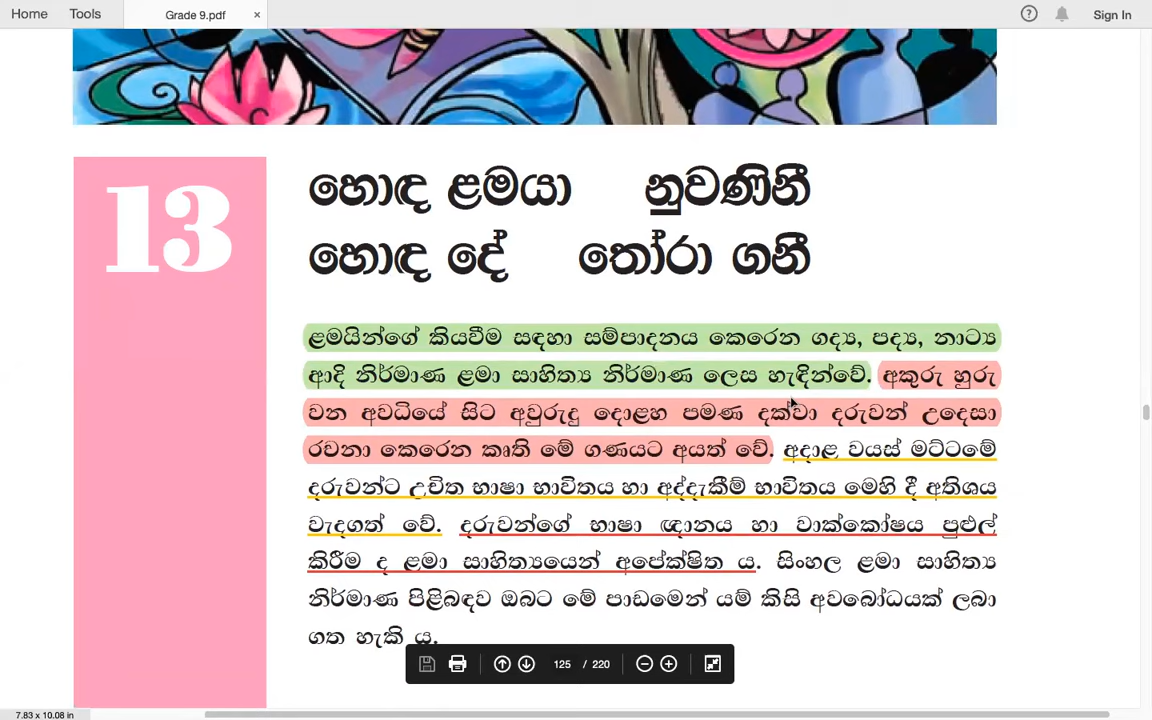 Home Tools Grade 9.pdf × Sign In
13
හොඳ ළමයා නුවණිනී
හොඳ දේ තෝරා ගනී
ළමයින්ගේ කියවීම සඳහා සම්පාදනය කෙරෙන ගද්‍ය, පද්‍ය, නාට්‍ය
ආදි නිර්මාණ ළමා සාහිත්‍ය නිර්මාණ ලෙස හැඳින්වේ. අකුරු හුරු
වන අවධියේ සිට අවුරුදු දොළහ පමණ දක්වා දරුවන් උදෙසා
රචනා කෙරෙන කෘති මේ ගණයට අයත් වේ. අදාළ වයස් මට්ටමේ
දරුවන්ට උචිත භාෂා භාවිතය හා අද්දැකීම් භාවිතය මෙහි දී අතිශය
වැදගත් වේ. දරුවන්ගේ භාෂා ඥානය හා වාක්කෝෂය පුළුල්
කිරීම ද ළමා සාහිත්‍යයෙන් අපේක්ෂිත ය. සිංහල ළමා සාහිත්‍ය
නිර්මාණ පිළිබඳව ඔබට මේ පාඩමෙන් යම් කිසි අවබෝධයක් ලබා
ගත හැකි ය.
125 / 220
7.83 x 10.08 in